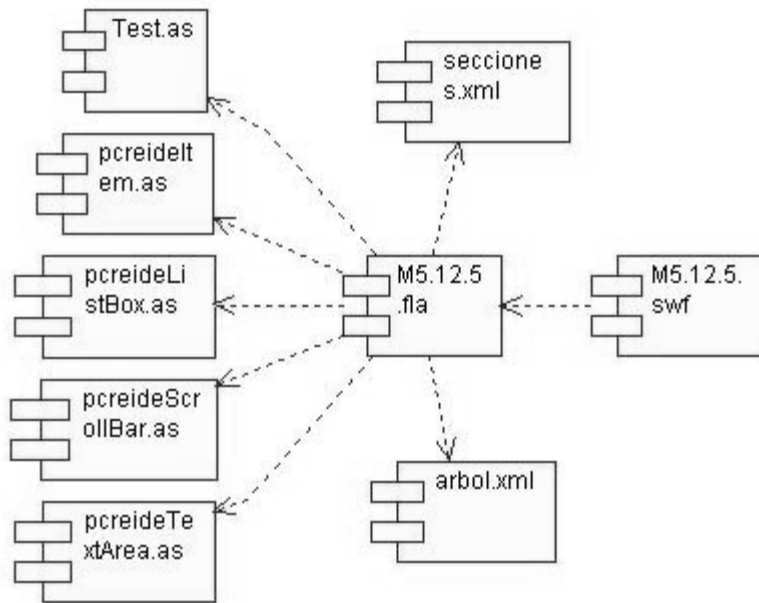 Test.as
seccione
s.xml
pcreideIt
em.as
pcreideLi
stBox.as
M5.12.5
.fla
M5.12.5.
swf
pcreideScr
ollBar.as
arbol.xml
pcreideTe
xtArea.as